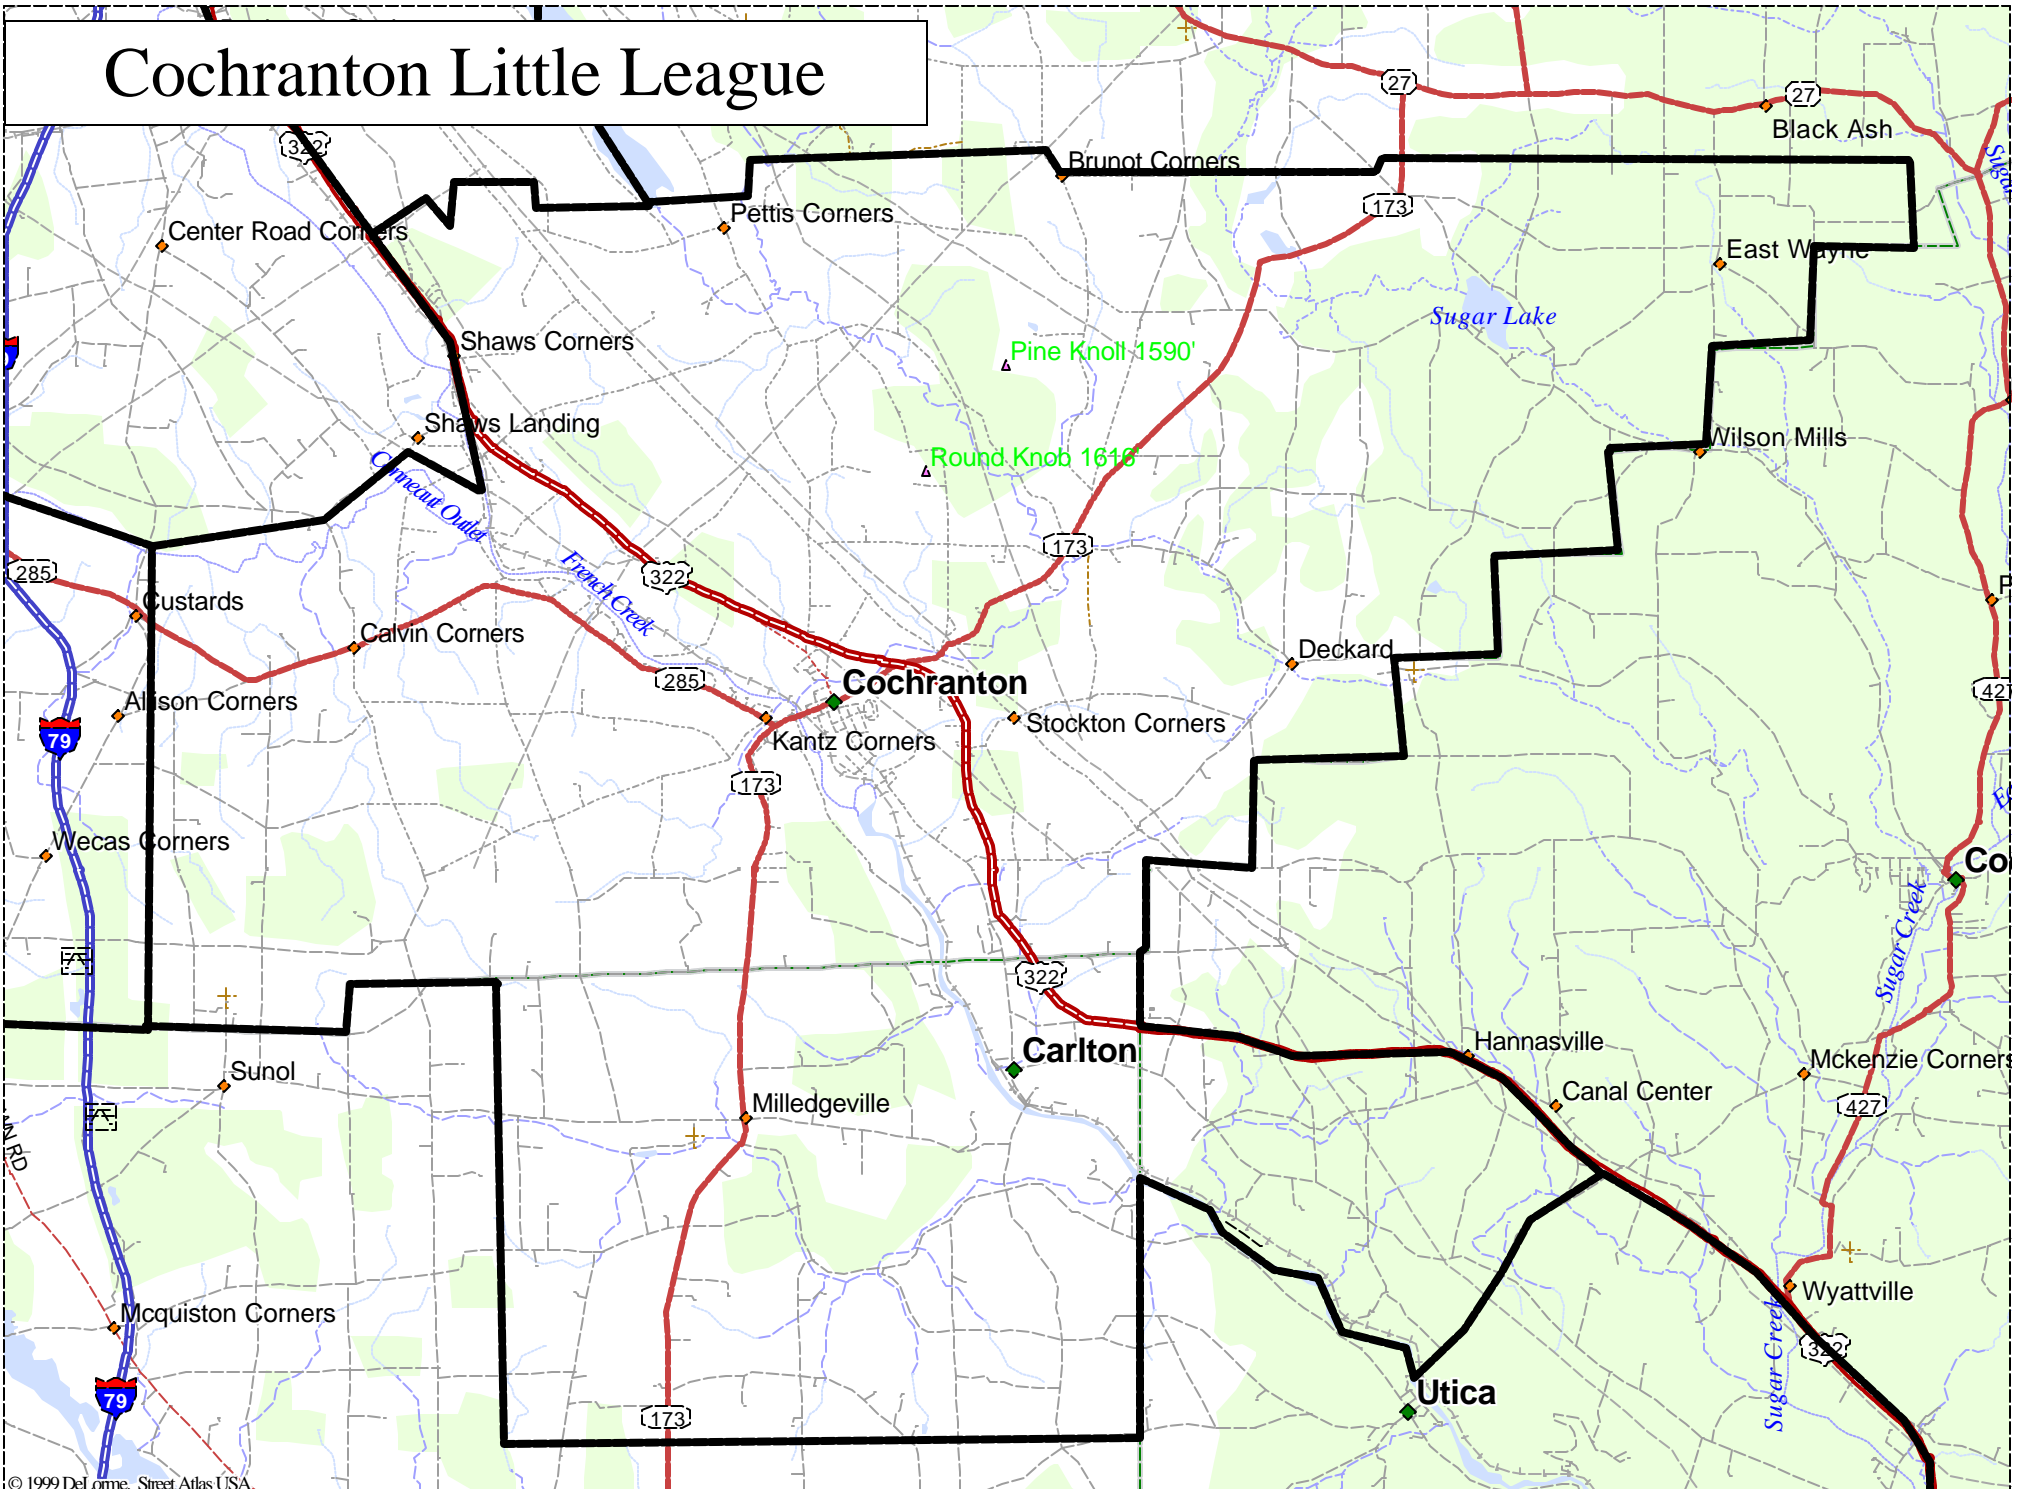 Cochranton Little League
27
27
Black Ash
322
Brunot Corners
173
Pettis Corners
Center Road Corners
East Wayne
Sugar Lake
Shaws Corners
Pine Knoll 1590'
Shaws Landing
Wilson Mills
Round Knob 1616'
Conneaut Outlet
173
285
322
French Creek
Custards
Calvin Corners
Deckard
285
Cochranton
427
Allison Corners
Stockton Corners
79
Kantz Corners
173
Wecas Corners
Co
Sugar Creek
322
Hannasville
Carlton
Mckenzie Corners
Sunol
Canal Center
Milledgeville
427
RD
Wyattville
Mcquiston Corners
Sugar Creek
322
79
Utica
173
© 1999 DeLorme. Street Atlas USA